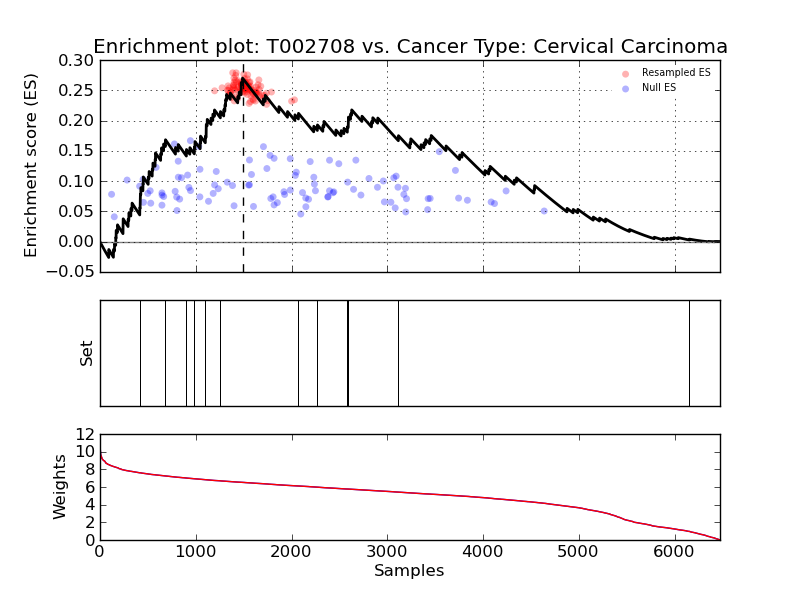 Enrichment plot: T002708 vs. Cancer Type: Cervical Carcinoma
Enrichment score (ES)
0.30
0.25
0.20
0.15
0.10
0.05
0.00
−0.05
Resampled ES
Null ES
Set
Weights
12
10
8
6
4
2
0
0 1000 2000 3000 4000 5000 6000
Samples